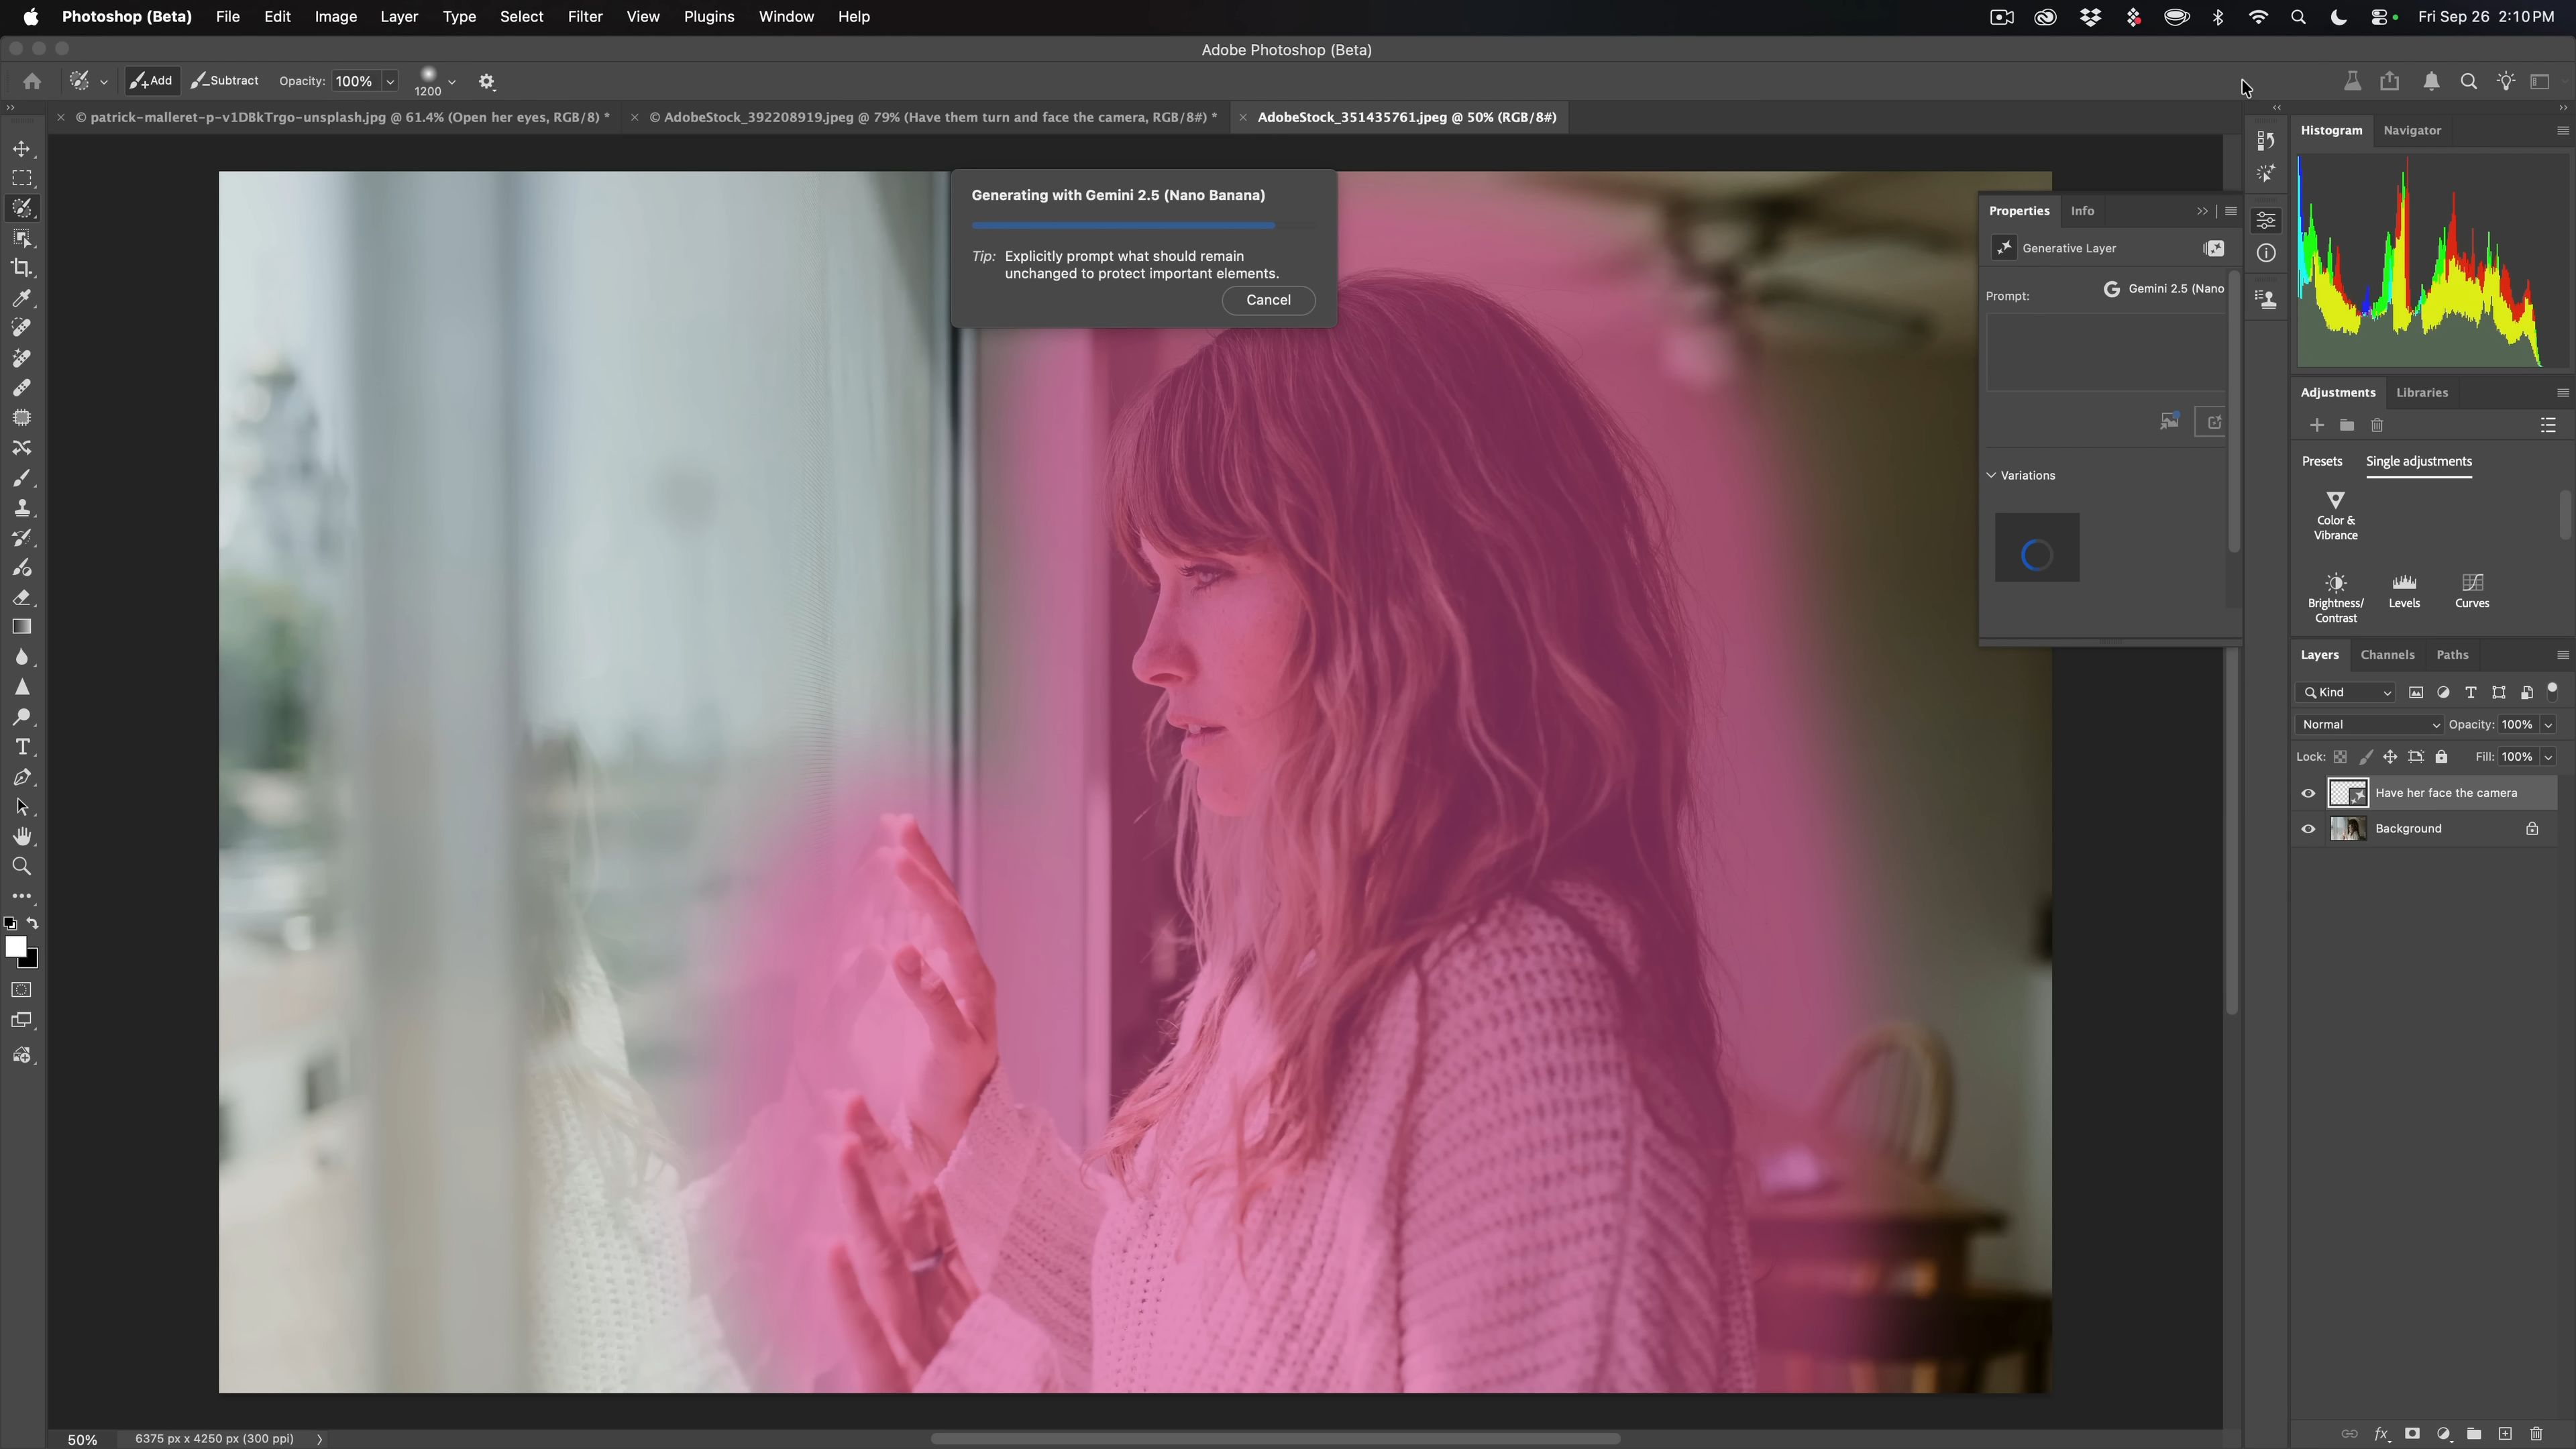 Photoshop (Beta) File Edit Image Layer Type Select Filter View Plugins Window Help
Fri Sep 26 2:10 PM
Adobe Photoshop (Beta)
Add Subtract Opacity: 100% 1200
© patrick-malleret-p-v1DBkTrgo-unsplash.jpg @ 61.4% (Open her eyes, RGB/8) *
© AdobeStock_392208919.jpeg @ 79% (Have them turn and face the camera, RGB/8#) *
AdobeStock_351435761.jpeg @ 50% (RGB/8#)
Generating with Gemini 2.5 (Nano Banana)
Tip: Explicitly prompt what should remain
unchanged to protect important elements.
Cancel
Properties Info
Generative Layer
Prompt:
Gemini 2.5 (Nano
Variations
Histogram Navigator
Adjustments Libraries
Presets Single adjustments
Color &
Vibrance
Brightness/
Contrast
Levels
Curves
Layers Channels Paths
Kind
Normal Opacity: 100%
Lock: Fill: 100%
Have her face the camera
Background
50% 6375 px x 4250 px (300 ppi)